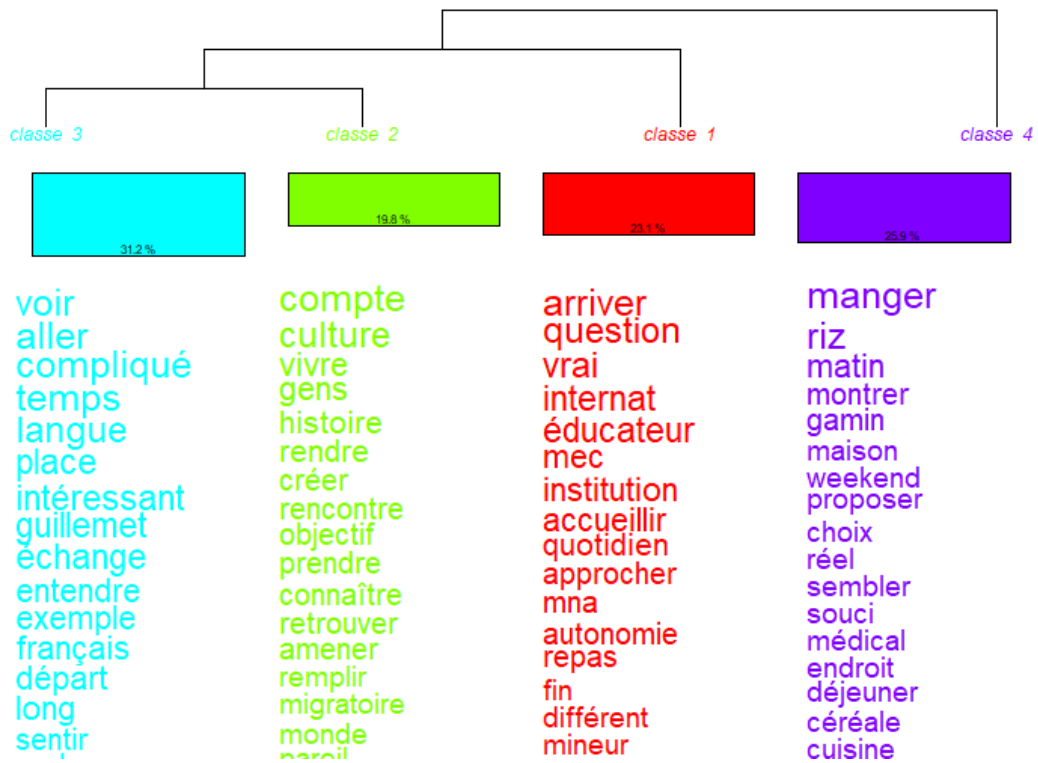 classe 3
classe 2
classe 1
classe 4
31.2 %
19.8 %
23.1 %
25.9 %
voir
aller
compliqué
temps
langue
place
intéressant
guillemet
échange
entendre
exemple
français
départ
long
sentir
compte
culture
vivre
gens
histoire
rendre
créer
rencontre
objectif
prendre
connaître
retrouver
amener
remplir
migratoire
monde
pareil
arriver
question
vrai
internat
éducateur
mec
institution
accueillir
quotidien
approcher
mna
autonomie
repas
fin
différent
mineur
manger
riz
matin
montrer
gamin
maison
weekend
proposer
choix
réel
sembler
souci
médical
endroit
déjeuner
céréale
cuisine